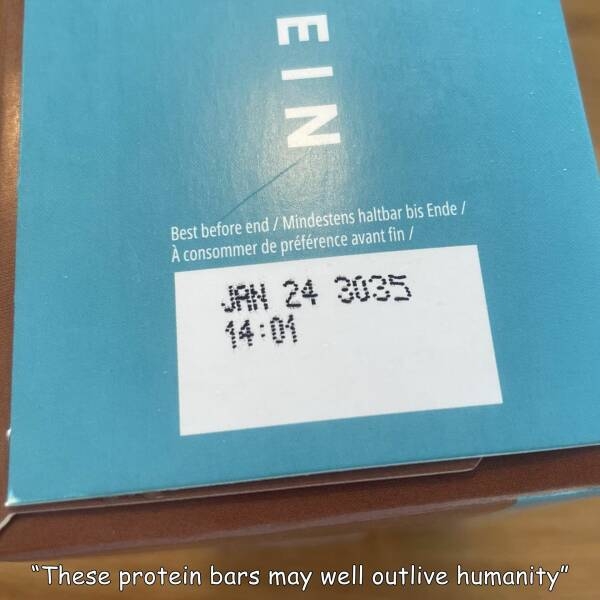 EIN
Best before end / Mindestens haltbar bis Ende /
À consommer de préférence avant fin /
JAN 24 3035
14:01
"These protein bars may well outlive humanity"